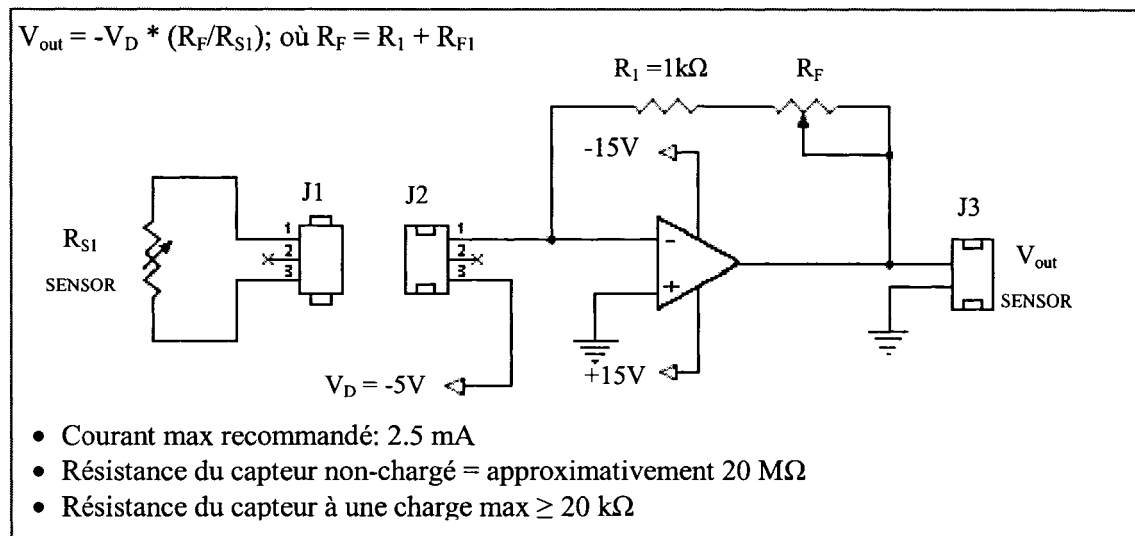 V_out = -V_D * (R_F/R_S1); où R_F = R_1 + R_F1
R_1 =1kΩ
R_F
-15V
J1
J2
J3
1
2
3
1
2
3
R_S1
SENSOR
-
+
V_out
SENSOR
V_D = -5V
+15V
• Courant max recommandé: 2.5 mA
• Résistance du capteur non-chargé = approximativement 20 MΩ
• Résistance du capteur à une charge max ≥ 20 kΩ